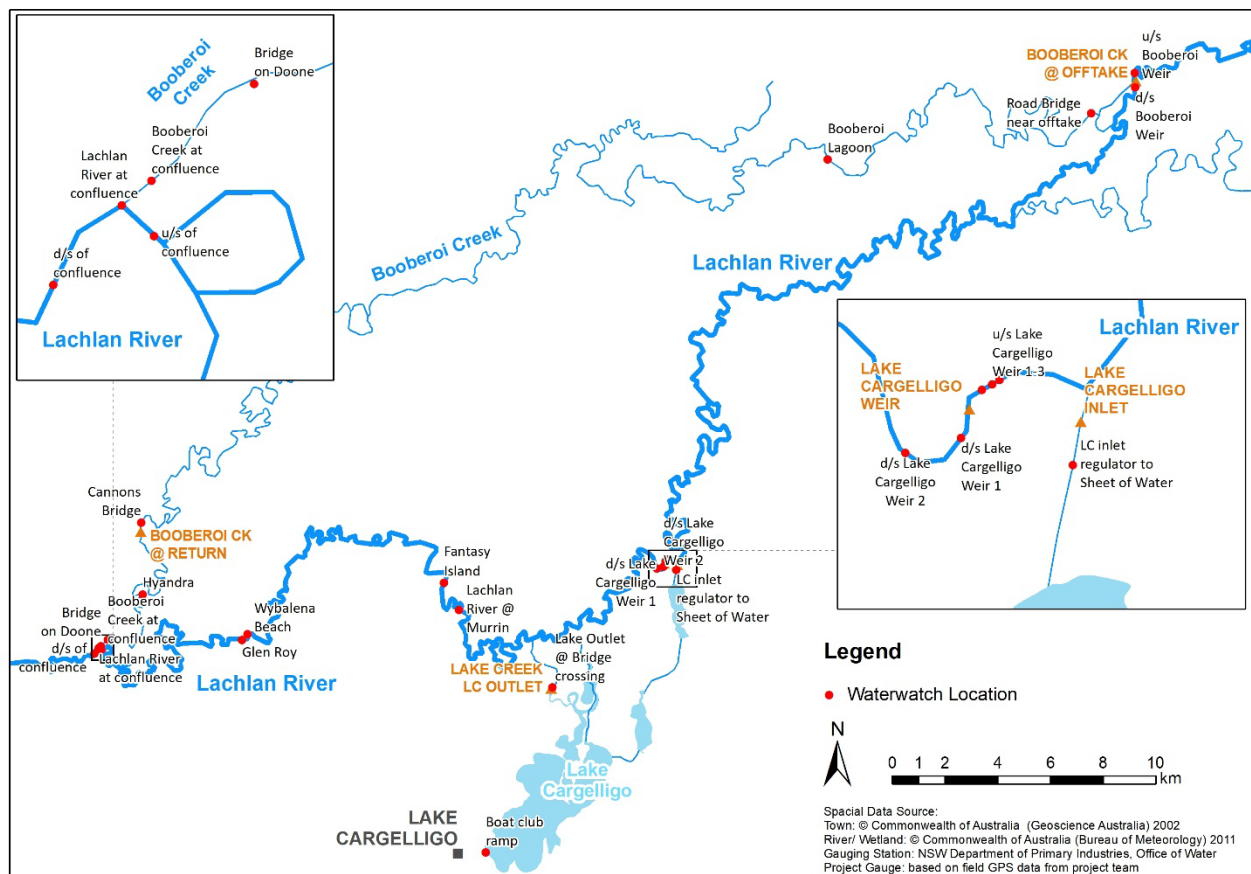 Booberoi
Creek
Bridge
on Doone
Booberoi
Creek at
confluence
Lachlan
River at
confluence
u/s of
confluence
d/s of
confluence
Lachlan River
BOOBEROI CK
@ OFFTAKE
u/s
Booberoi
Weir
d/s
Booberoi
Weir
Road Bridge
near offtake
Booberoi
Lagoon
Booberoi Creek
Lachlan River
Lachlan River
u/s Lake
Cargelligo
Weir 1-3
LAKE
CARGELLIGO
WEIR
LAKE
CARGELLIGO
INLET
d/s Lake
Cargelligo
Weir 2
d/s Lake
Cargelligo
Weir 1
LC inlet
regulator to
Sheet of Water
Cannons
Bridge
BOOBEROI CK
@ RETURN
Hyandra
Booberoi
Creek at
confluence
Bridge
on Doone
d/s of
confluence
Lachlan River
at confluence
Wybalena
Beach
Glen Roy
Lachlan River
Fantasy
Island
Lachlan
River @
Murrin
d/s Lake
Cargelligo
Weir 2
d/s Lake
Cargelligo
Weir 1
LC inlet
regulator to
Sheet of Water
Lake Outlet
@ Bridge
crossing
LAKE CREEK
LC OUTLET
Lake
Cargelligo
LAKE
CARGELLIGO
Boat club
ramp
Legend
Waterwatch Location
N
0 1 2 4 6 8 10
km
Spacial Data Source:
Town: © Commonwealth of Australia (Geoscience Australia) 2002
River/ Wetland: © Commonwealth of Australia (Bureau of Meteorology) 2011
Gauging Station: NSW Department of Primary Industries, Office of Water
Project Gauge: based on field GPS data from project team